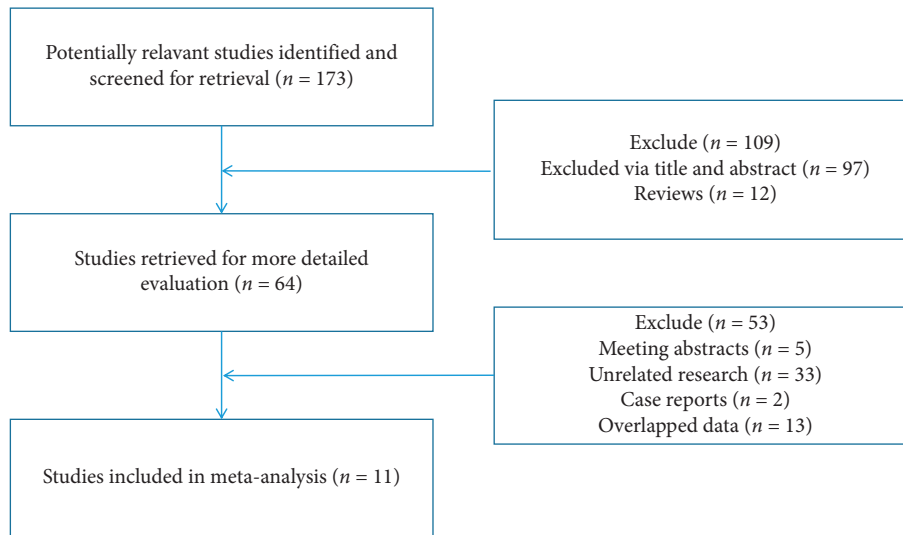 Potentially relavant studies identified and
screened for retrieval (n = 173)
Exclude (n = 109)
Excluded via title and abstract (n = 97)
Reviews (n = 12)
Studies retrieved for more detailed
evaluation (n = 64)
Exclude (n = 53)
Meeting abstracts (n = 5)
Unrelated research (n = 33)
Case reports (n = 2)
Overlapped data (n = 13)
Studies included in meta-analysis (n = 11)